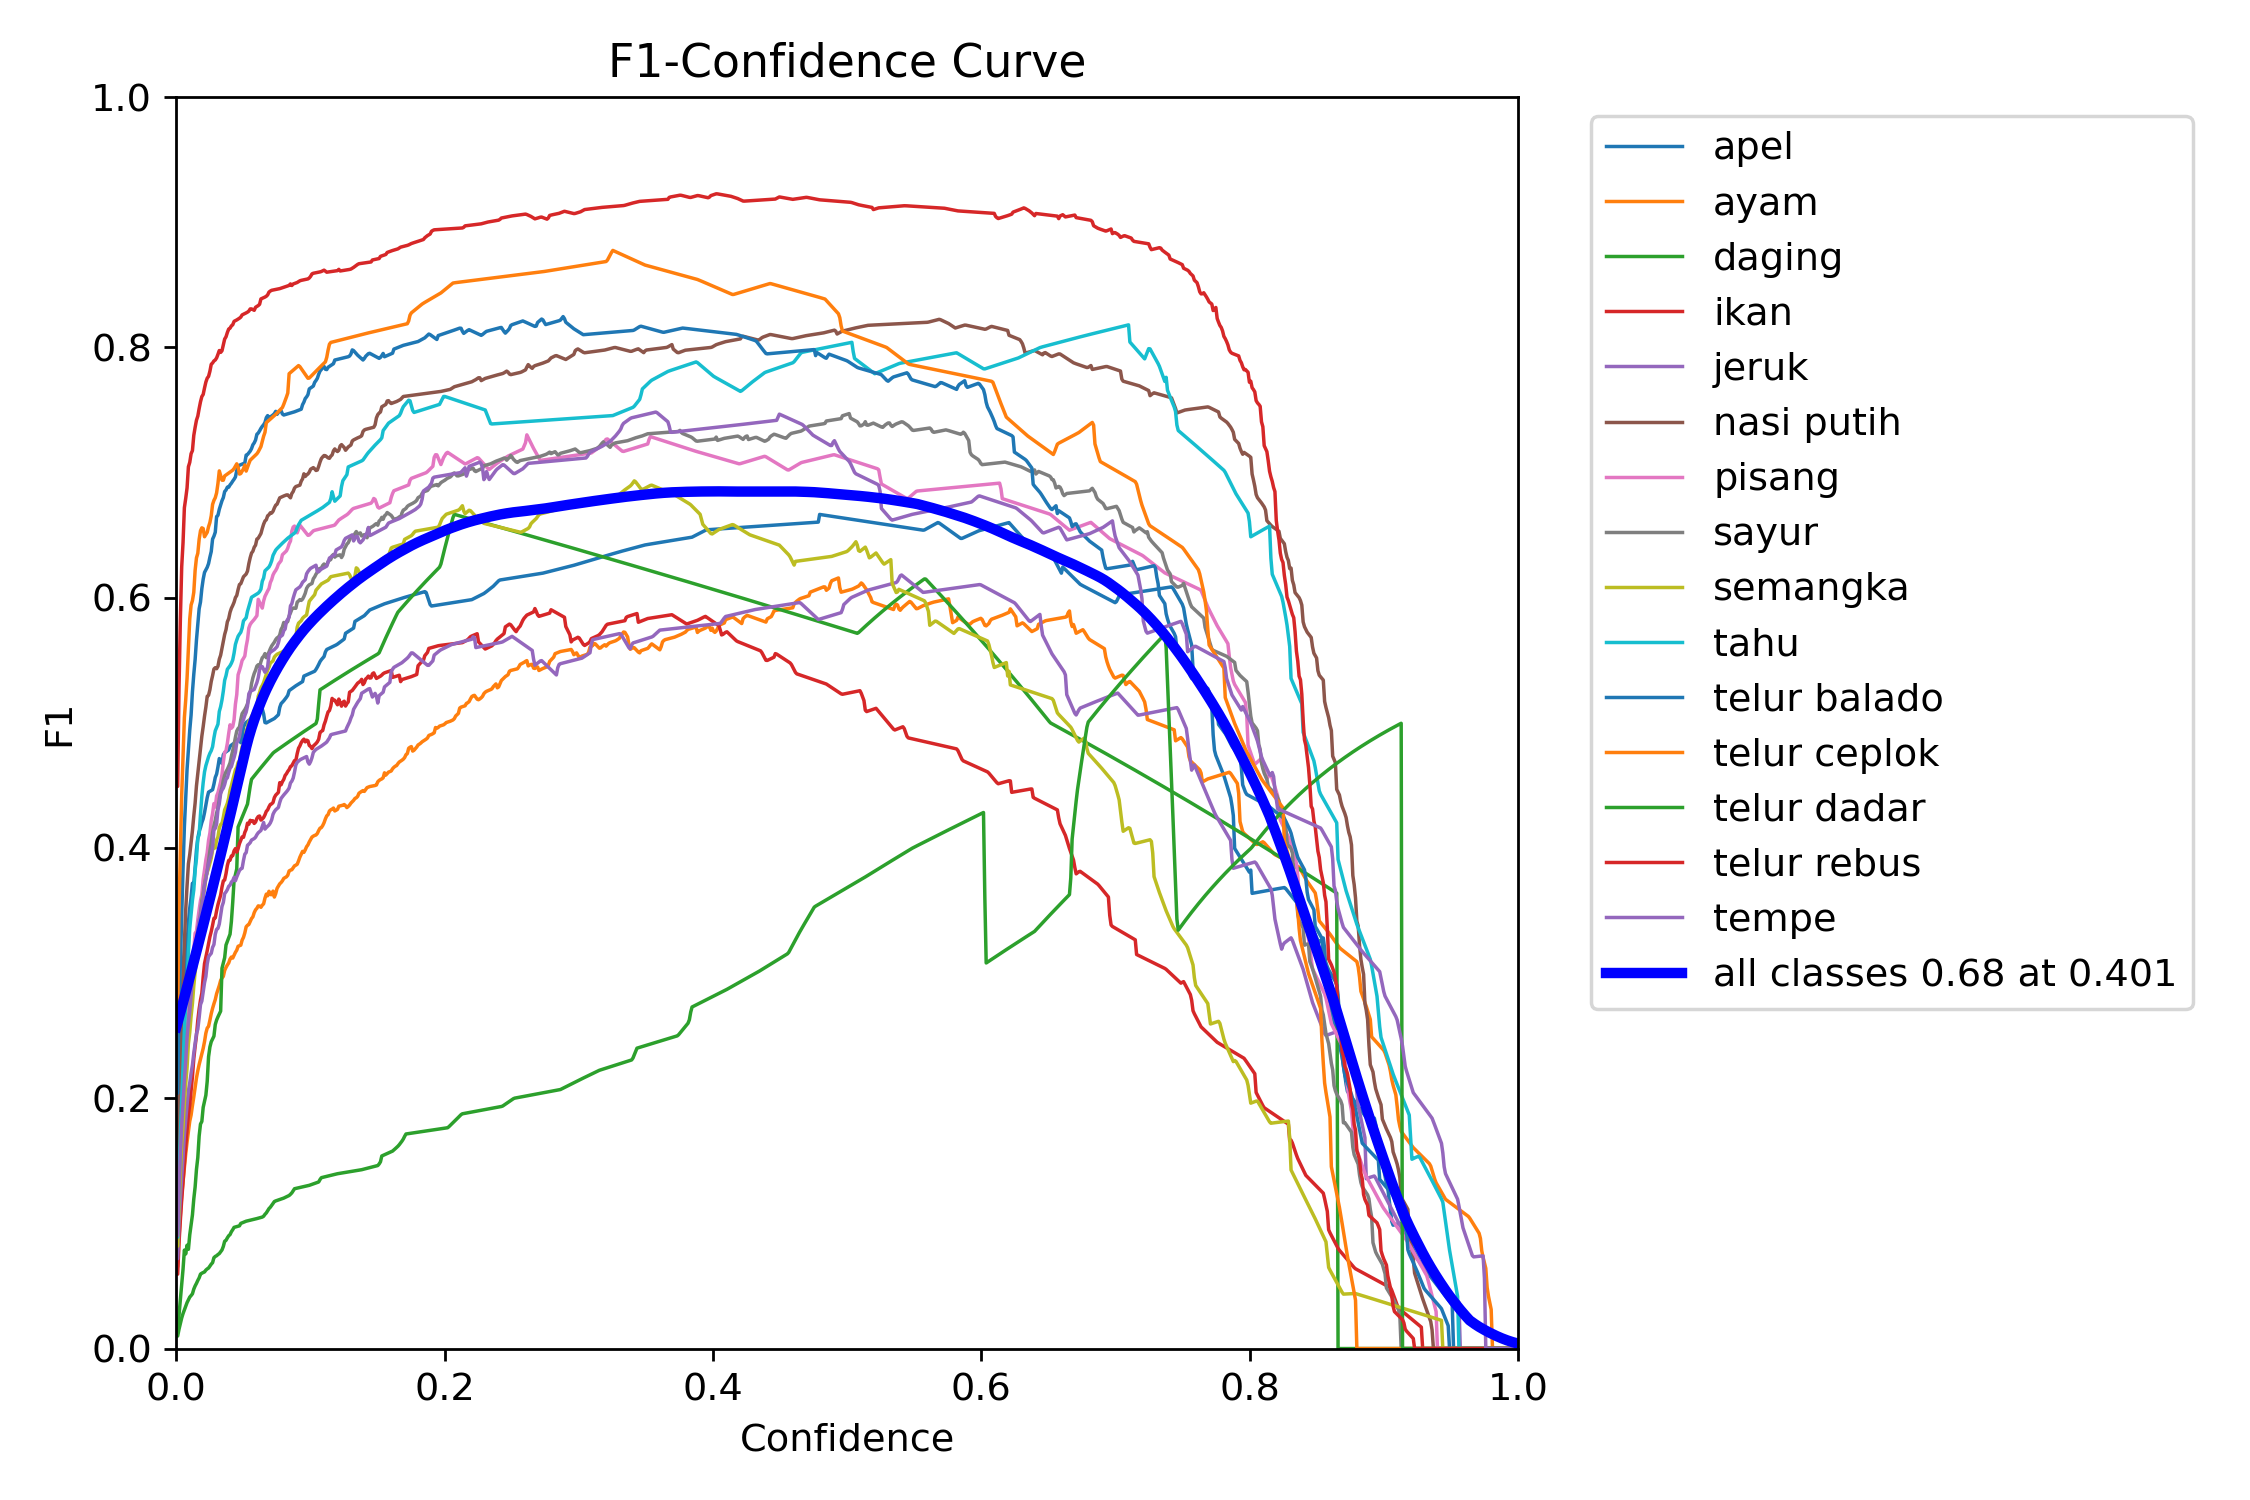 F1-Confidence Curve
1.0
0.8
0.6
0.4
0.2
0.0
F1
0.0 0.2 0.4 0.6 0.8 1.0
Confidence
apel
ayam
daging
ikan
jeruk
nasi putih
pisang
sayur
semangka
tahu
telur balado
telur ceplok
telur dadar
telur rebus
tempe
all classes 0.68 at 0.401